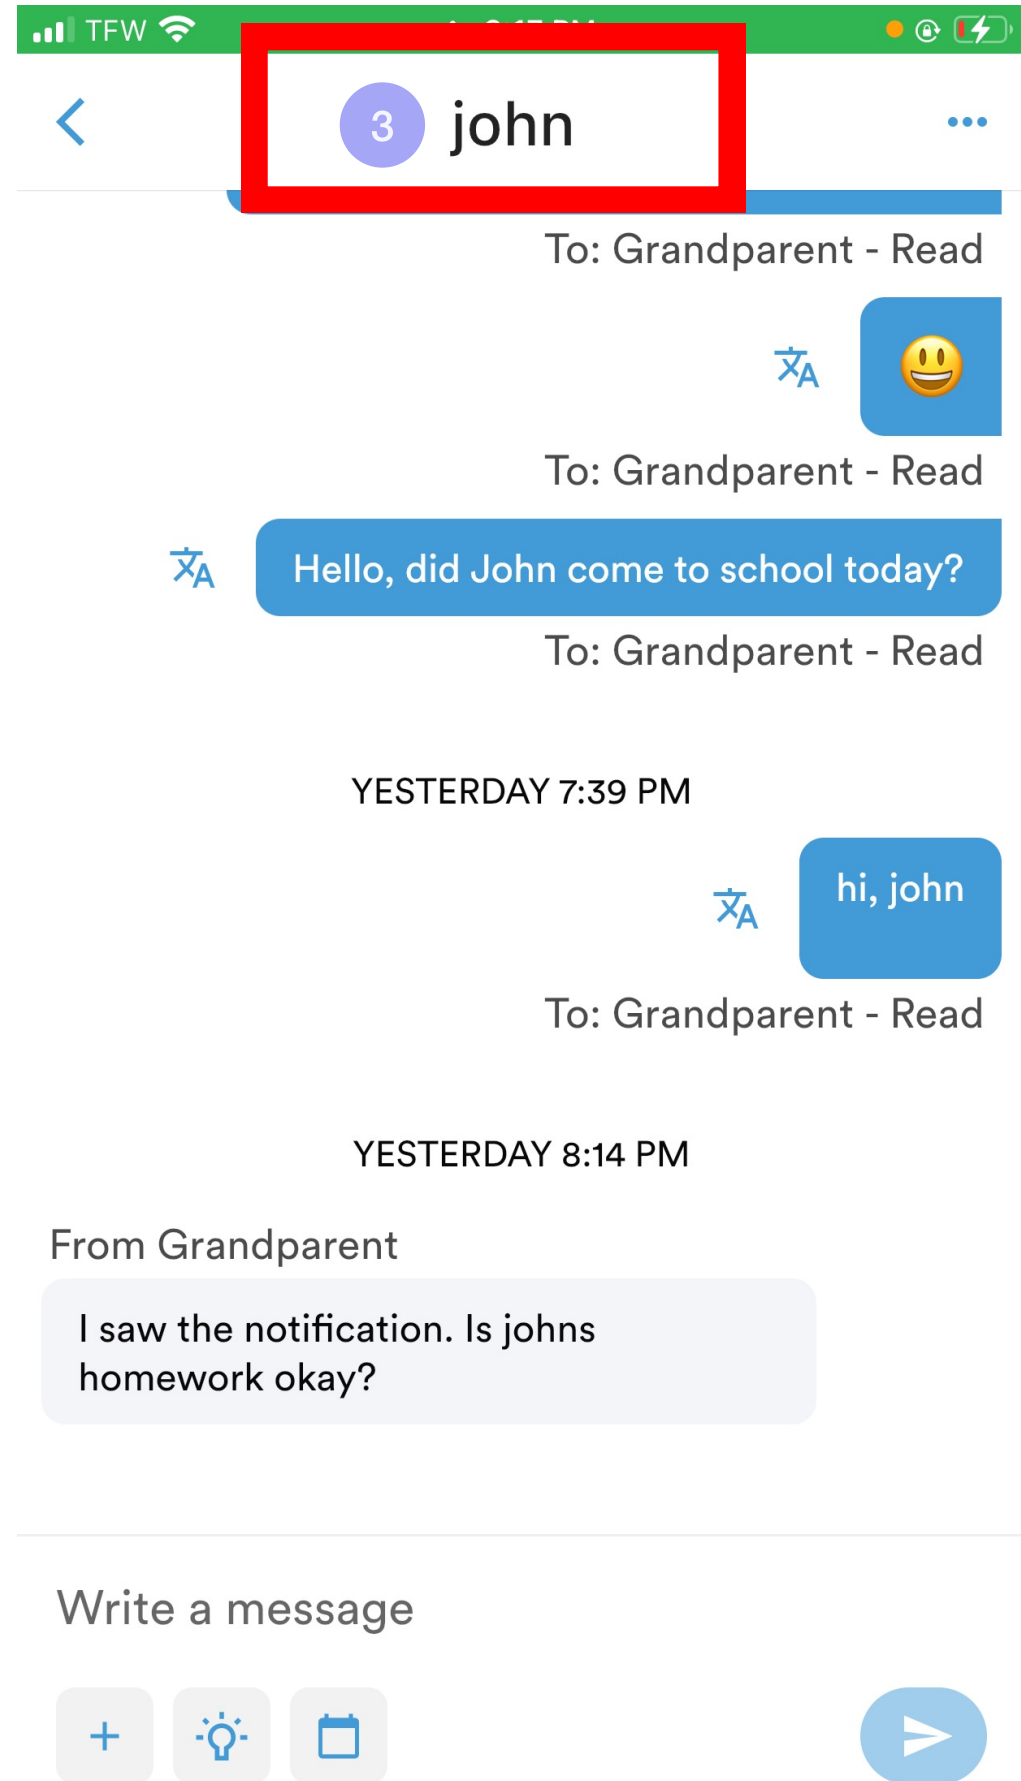 TFW
3 john
To: Grandparent - Read
To: Grandparent - Read
Hello, did John come to school today?
To: Grandparent - Read
YESTERDAY 7:39 PM
hi, john
To: Grandparent - Read
YESTERDAY 8:14 PM
From Grandparent
I saw the notification. Is johns
homework okay?
Write a message